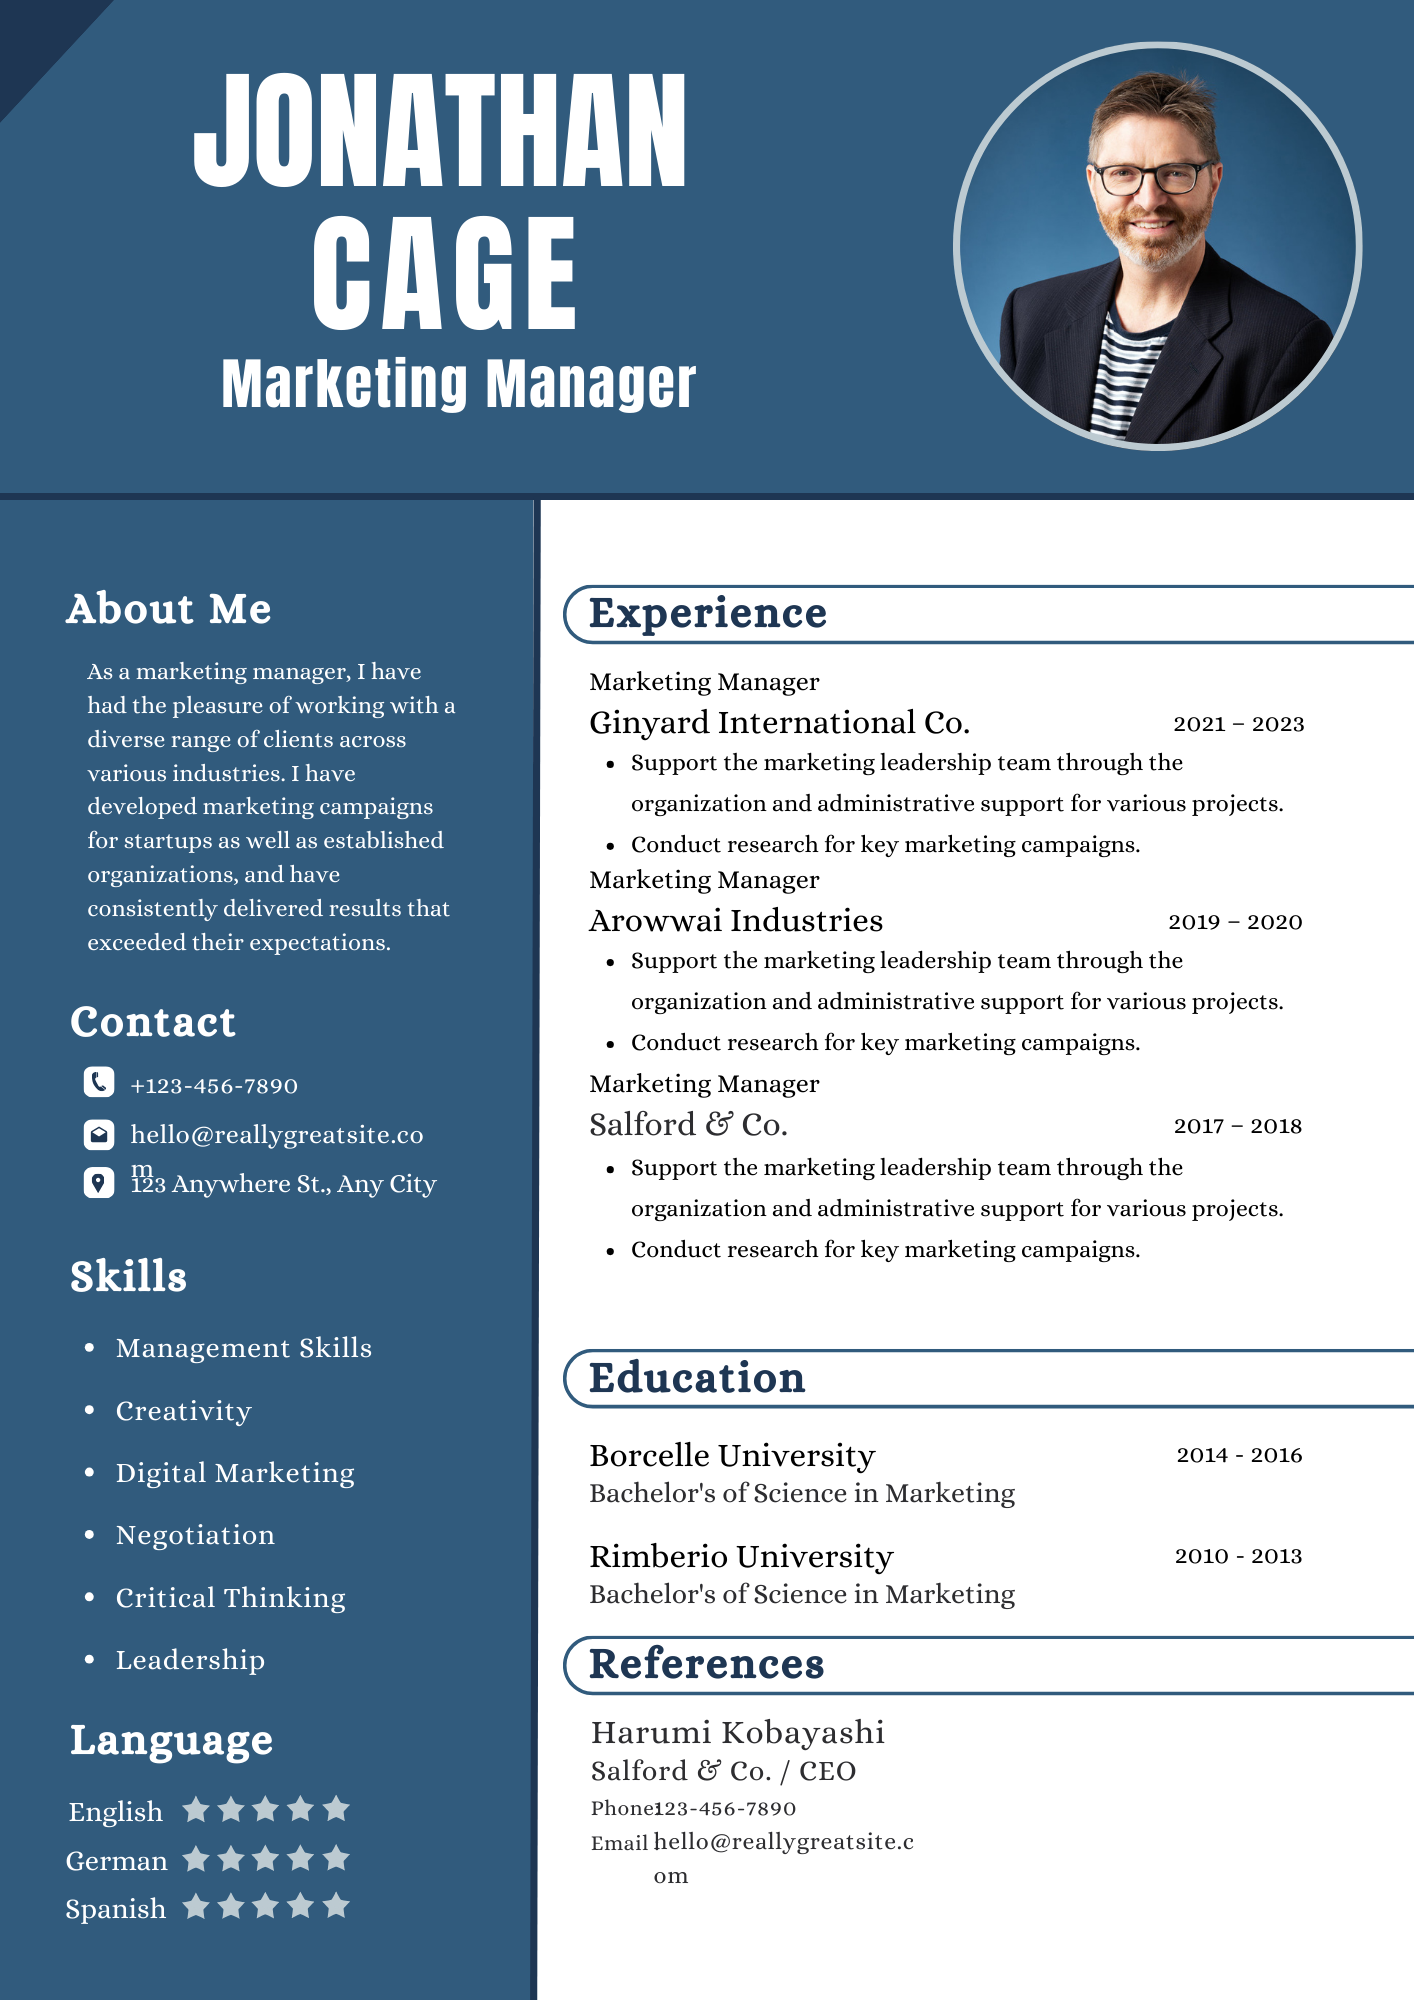 JONATHAN
CAGE
Marketing Manager
About Me
As a marketing manager, I have
had the pleasure of working with a
diverse range of clients across
various industries. I have
developed marketing campaigns
for startups as well as established
organizations, and have
consistently delivered results that
exceeded their expectations.
Contact
+123-456-7890
hello@reallygreatsite.co
m
123 Anywhere St., Any City
Skills
• Management Skills
• Creativity
• Digital Marketing
• Negotiation
• Critical Thinking
• Leadership
Language
English
German
Spanish
Experience
Marketing Manager
Ginyard International Co. 2021 – 2023
• Support the marketing leadership team through the
organization and administrative support for various projects.
• Conduct research for key marketing campaigns.
Marketing Manager
Arowwai Industries 2019 – 2020
• Support the marketing leadership team through the
organization and administrative support for various projects.
• Conduct research for key marketing campaigns.
Marketing Manager
Salford & Co. 2017 – 2018
• Support the marketing leadership team through the
organization and administrative support for various projects.
• Conduct research for key marketing campaigns.
Education
Borcelle University 2014 - 2016
Bachelor's of Science in Marketing
Rimberio University 2010 - 2013
Bachelor's of Science in Marketing
References
Harumi Kobayashi
Salford & Co. / CEO
Phone: 123-456-7890
Email : hello@reallygreatsite.c
om